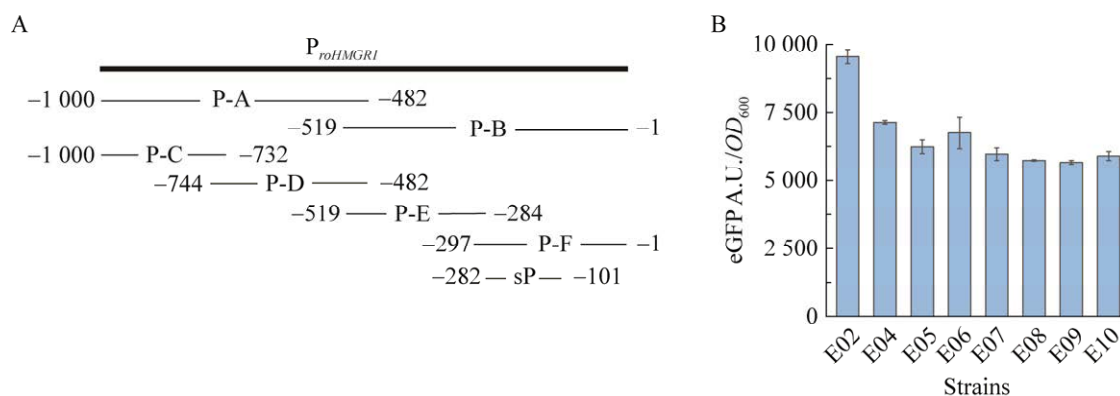 A
P_roHMGR1
–1 000 P-A –482
–519 P-B –1
–1 000 P-C –732
–744 P-D –482
–519 P-E –284
–297 P-F –1
–282 sP –101
B
10 000
7 500
5 000
2 500
0
eGFP A.U./OD600
E02 E04 E05 E06 E07 E08 E09 E10
Strains